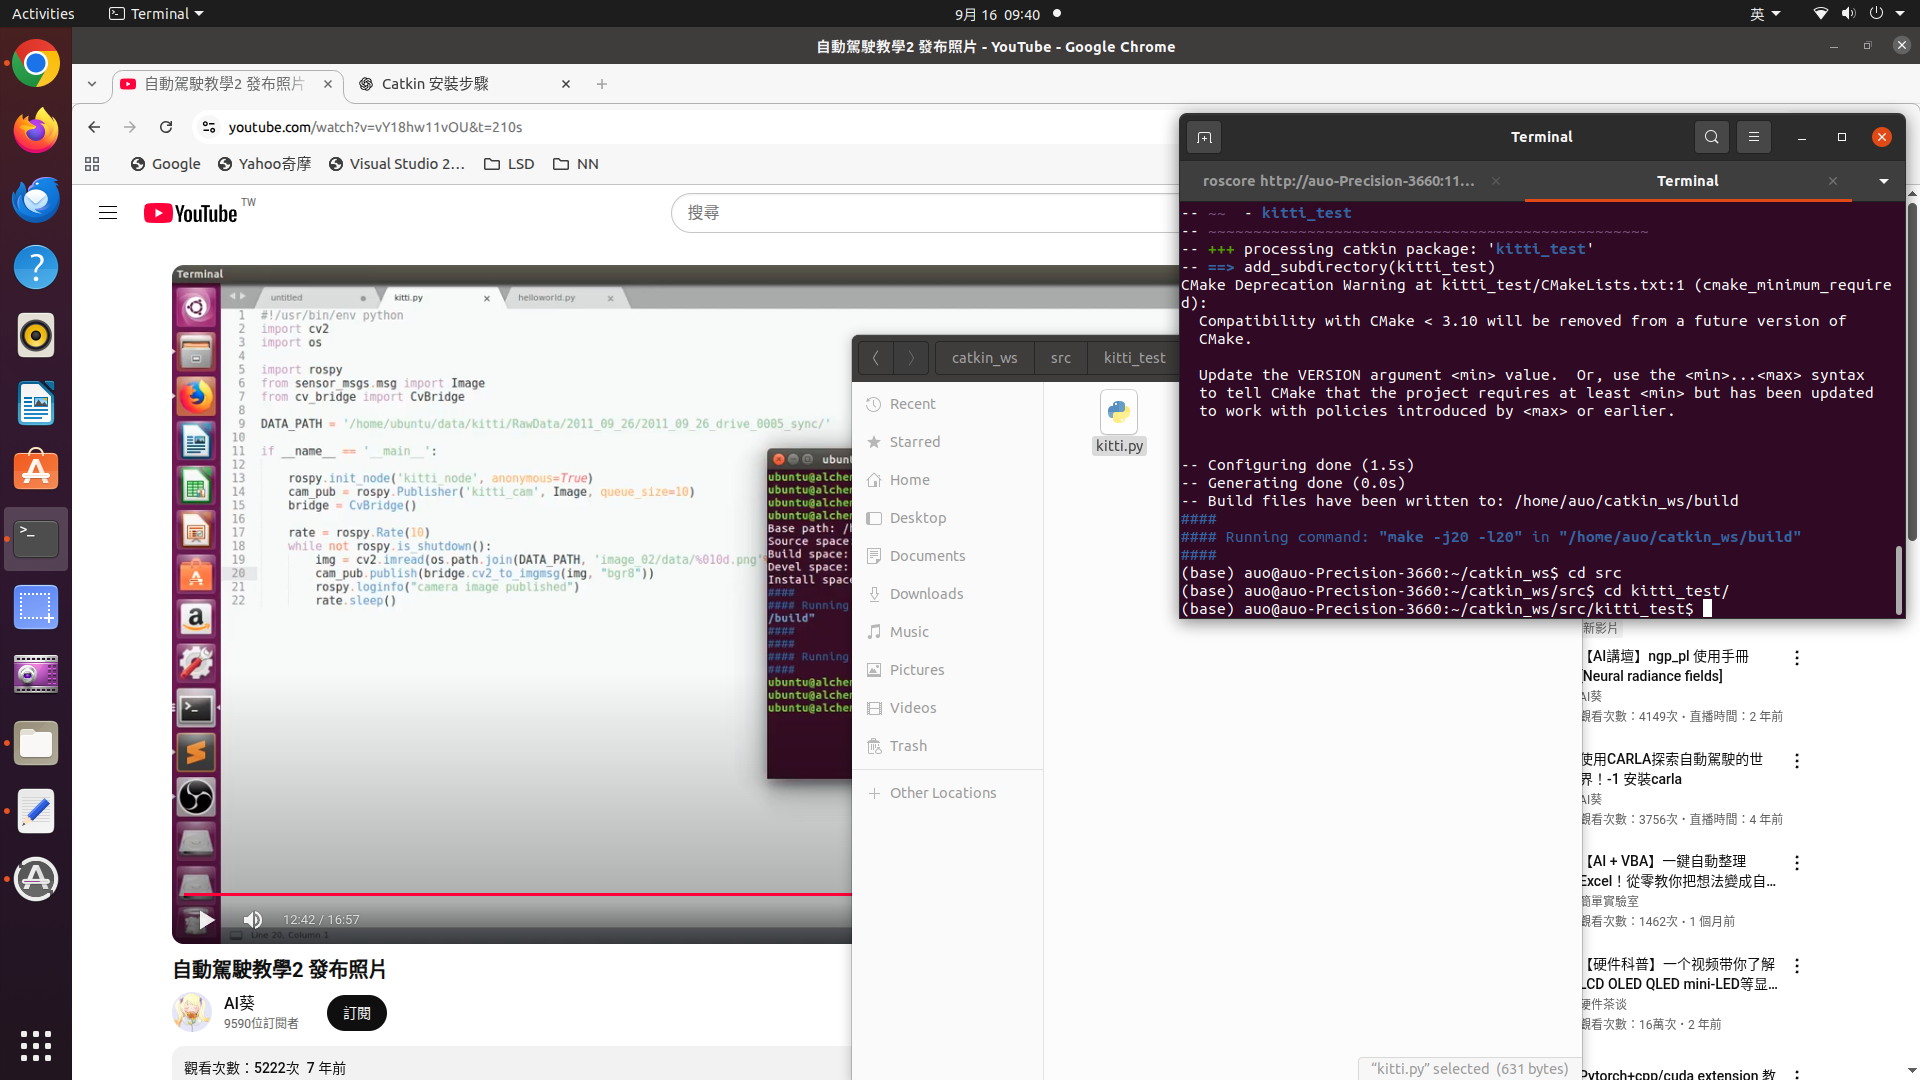 Activities
Terminal
9月 16 09:40
英
自動駕駛教學2 發布照片 - YouTube - Google Chrome
自動駕駛教學2 發布照片
Catkin 安裝步驟
youtube.com/watch?v=vY18hw11vOU&t=210s
Google
Yahoo奇摩
Visual Studio 2…
LSD
NN
YouTube TW
搜尋
Terminal
untitled
kitti.py
helloworld.py
1 #!/usr/bin/env python
2 import cv2
3 import os
4
5 import rospy
6 from sensor_msgs.msg import Image
7 from cv_bridge import CvBridge
8
9 DATA_PATH = '/home/ubuntu/data/kitti/RawData/2011_09_26/2011_09_26_drive_0005_sync/'
10
11 if __name__ == '__main__':
12
13 rospy.init_node('kitti_node', anonymous=True)
14 cam_pub = rospy.Publisher('kitti_cam', Image, queue_size=10)
15 bridge = CvBridge()
16
17 rate = rospy.Rate(10)
18 while not rospy.is_shutdown():
19 img = cv2.imread(os.path.join(DATA_PATH, 'image_02/data/%010d.png'%
20 cam_pub.publish(bridge.cv2_to_imgmsg(img, "bgr8"))
21 rospy.loginfo("camera image published")
22 rate.sleep()
Line 20, Column 1
ubunt
ubuntu@alchem
ubuntu@alchem
ubuntu@alchem
ubuntu@alchem
Base path: /h
Source space:
Build space:
Devel space:
Install space
####
#### Running
/build"
####
####
#### Running
####
ubuntu@alchem
ubuntu@alchem
ubuntu@alchem
12:42 / 16:57
自動駕駛教學2 發布照片
AI葵
9590位訂閱者
訂閱
觀看次數：5222次 7 年前
catkin_ws
src
kitti_test
Recent
Starred
Home
Desktop
Documents
Downloads
Music
Pictures
Videos
Trash
Other Locations
kitti.py
"kitti.py" selected (631 bytes)
Terminal
roscore http://auo-Precision-3660:11…
Terminal
-- ~~ - kitti_test
-- ~~~~~~~~~~~~~~~~~~~~~~~~~~~~~~~~~~~~~~~~~~~~~~~~~
-- +++ processing catkin package: 'kitti_test'
-- ==> add_subdirectory(kitti_test)
CMake Deprecation Warning at kitti_test/CMakeLists.txt:1 (cmake_minimum_require
d):
Compatibility with CMake < 3.10 will be removed from a future version of
CMake.
Update the VERSION argument <min> value. Or, use the <min>...<max> syntax
to tell CMake that the project requires at least <min> but has been updated
to work with policies introduced by <max> or earlier.
-- Configuring done (1.5s)
-- Generating done (0.0s)
-- Build files have been written to: /home/auo/catkin_ws/build
####
#### Running command: "make -j20 -l20" in "/home/auo/catkin_ws/build"
####
(base) auo@auo-Precision-3660:~/catkin_ws$ cd src
(base) auo@auo-Precision-3660:~/catkin_ws/src$ cd kitti_test/
(base) auo@auo-Precision-3660:~/catkin_ws/src/kitti_test$
新影片
【AI講壇】ngp_pl 使用手冊
[Neural radiance fields]
AI葵
觀看次數：4149次・直播時間：2 年前
使用CARLA探索自動駕駛的世
界！-1 安裝carla
AI葵
觀看次數：3756次・直播時間：4 年前
【AI + VBA】一鍵自動整理
Excel！從零教你把想法變成自…
簡單實驗室
觀看次數：1462次・1 個月前
【硬件科普】一个视频带你了解
LCD OLED QLED mini-LED等显…
硬件茶谈
觀看次數：16萬次・2 年前
Pytorch+cpp/cuda extension 教